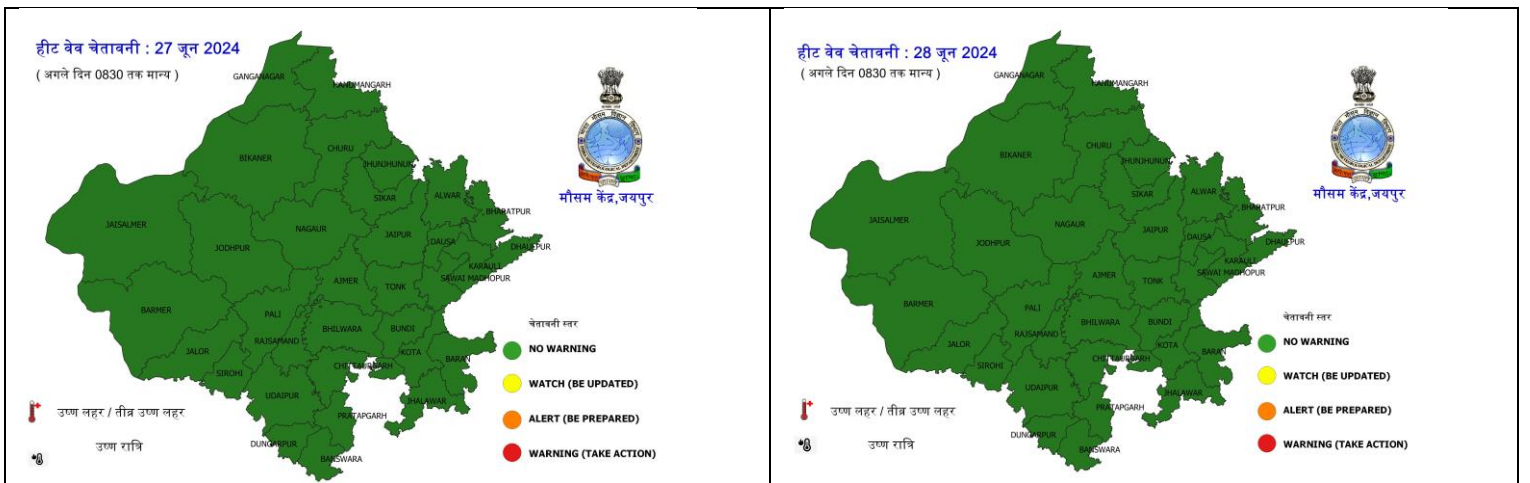 हीट वेव चेतावनी : 27 जून 2024
( अगले दिन 0830 तक मान्य )
GANGANAGAR
HANUMANGARH
BIKANER
CHURU
JHUNJHUNUN
SIKAR
ALWAR
BHARATPUR
मौसम केंद्र,जयपुर
JAISALMER
JODHPUR
NAGAUR
JAIPUR
DAUSA
DHAULPUR
KARAULI
SAWAI MADHOPUR
AJMER
TONK
BARMER
PALI
BHILWARA
BUNDI
RAJSAMAND
JALOR
KOTA
BARAN
SIROHI
CHITTAURGARH
UDAIPUR
JHALAWAR
PRATAPGARH
DUNGARPUR
BANSWARA
चेतावनी स्तर
NO WARNING
WATCH (BE UPDATED)
ALERT (BE PREPARED)
WARNING (TAKE ACTION)
उष्ण लहर / तीव्र उष्ण लहर
उष्ण रात्रि
हीट वेव चेतावनी : 28 जून 2024
( अगले दिन 0830 तक मान्य )
GANGANAGAR
HANUMANGARH
BIKANER
CHURU
JHUNJHUNUN
SIKAR
ALWAR
BHARATPUR
मौसम केंद्र,जयपुर
JAISALMER
JODHPUR
NAGAUR
JAIPUR
DAUSA
DHAULPUR
KARAULI
SAWAI MADHOPUR
AJMER
TONK
BARMER
PALI
BHILWARA
BUNDI
RAJSAMAND
JALOR
KOTA
BARAN
SIROHI
CHITTAURGARH
UDAIPUR
JHALAWAR
PRATAPGARH
DUNGARPUR
BANSWARA
चेतावनी स्तर
NO WARNING
WATCH (BE UPDATED)
ALERT (BE PREPARED)
WARNING (TAKE ACTION)
उष्ण लहर / तीव्र उष्ण लहर
उष्ण रात्रि